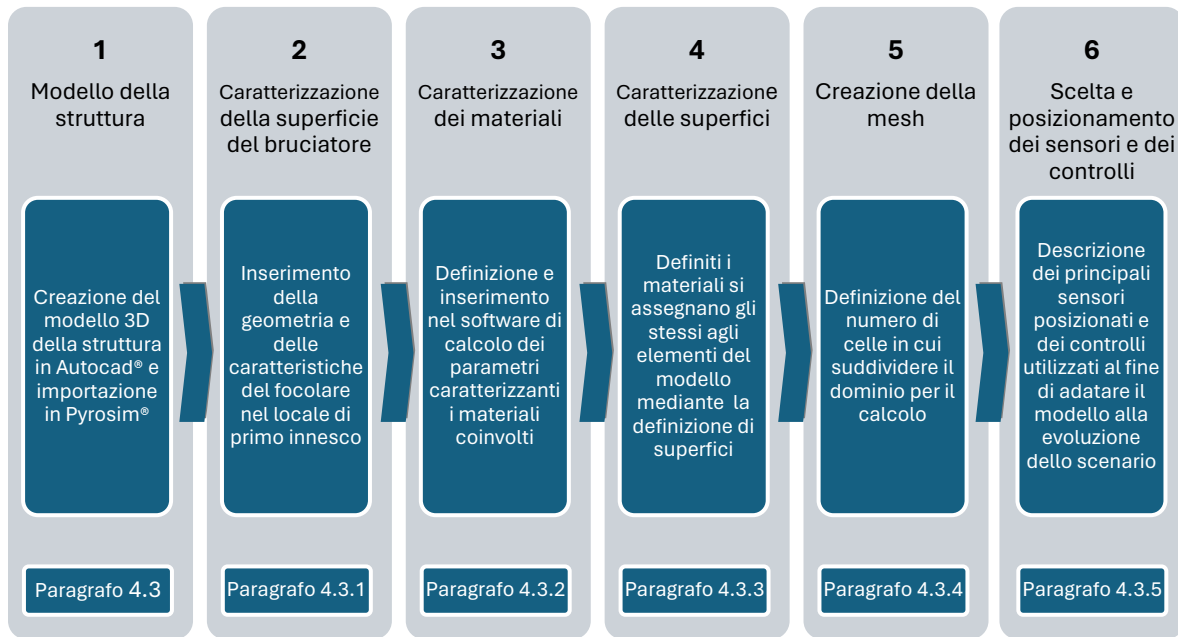 1
Modello della
struttura
Creazione del
modello 3D
della struttura
in Autocad® e
importazione
in Pyrosim®
Paragrafo 4.3
2
Caratterizzazione
della superficie
del bruciatore
Inserimento
della
geometria e
delle
caratteristiche
del focolare
nel locale di
primo innesco
Paragrafo 4.3.1
3
Caratterizzazione
dei materiali
Definizione e
inserimento
nel software di
calcolo dei
parametri
caratterizzanti
i materiali
coinvolti
Paragrafo 4.3.2
4
Caratterizzazione
delle superfici
Definiti i
materiali si
assegnano gli
stessi agli
elementi del
modello
mediante la
definizione di
superfici
Paragrafo 4.3.3
5
Creazione della
mesh
Definizione del
numero di
celle in cui
suddividere il
dominio per il
calcolo
Paragrafo 4.3.4
6
Scelta e
posizionamento
dei sensori e dei
controlli
Descrizione
dei principali
sensori
posizionati e
dei controlli
utilizzati al fine
di adatare il
modello alla
evoluzione
dello scenario
Paragrafo 4.3.5